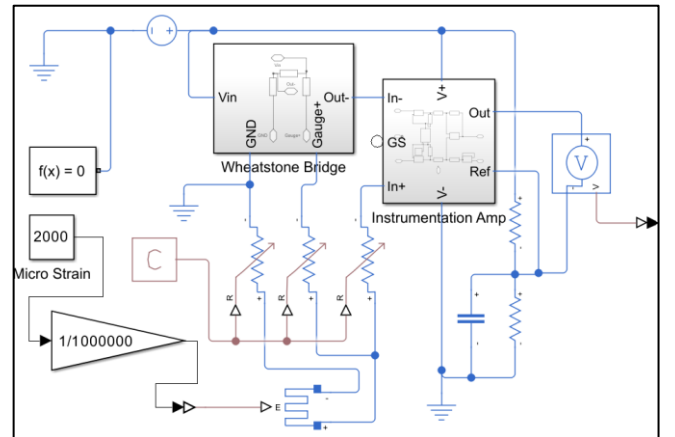 Vin
Out-
GND
Gauge+
Wheatstone Bridge
In-
V+
Out
GS
Ref
In+
V-
Instrumentation Amp
V
V
f(x) = 0
2000
Micro Strain
C
R
R
R
1/1000000
E